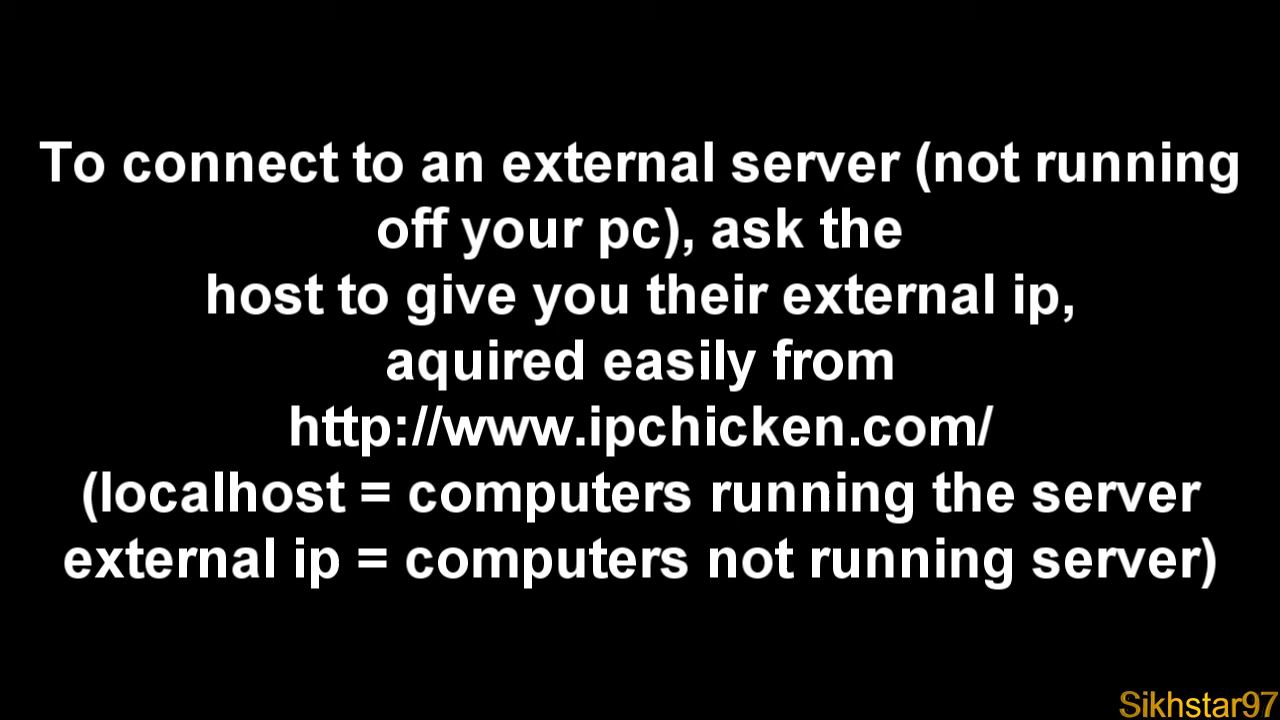 To connect to an external server (not running
off your pc), ask the
host to give you their external ip,
aquired easily from
http://www.ipchicken.com/
(localhost = computers running the server
external ip = computers not running server)
Sikhstar97